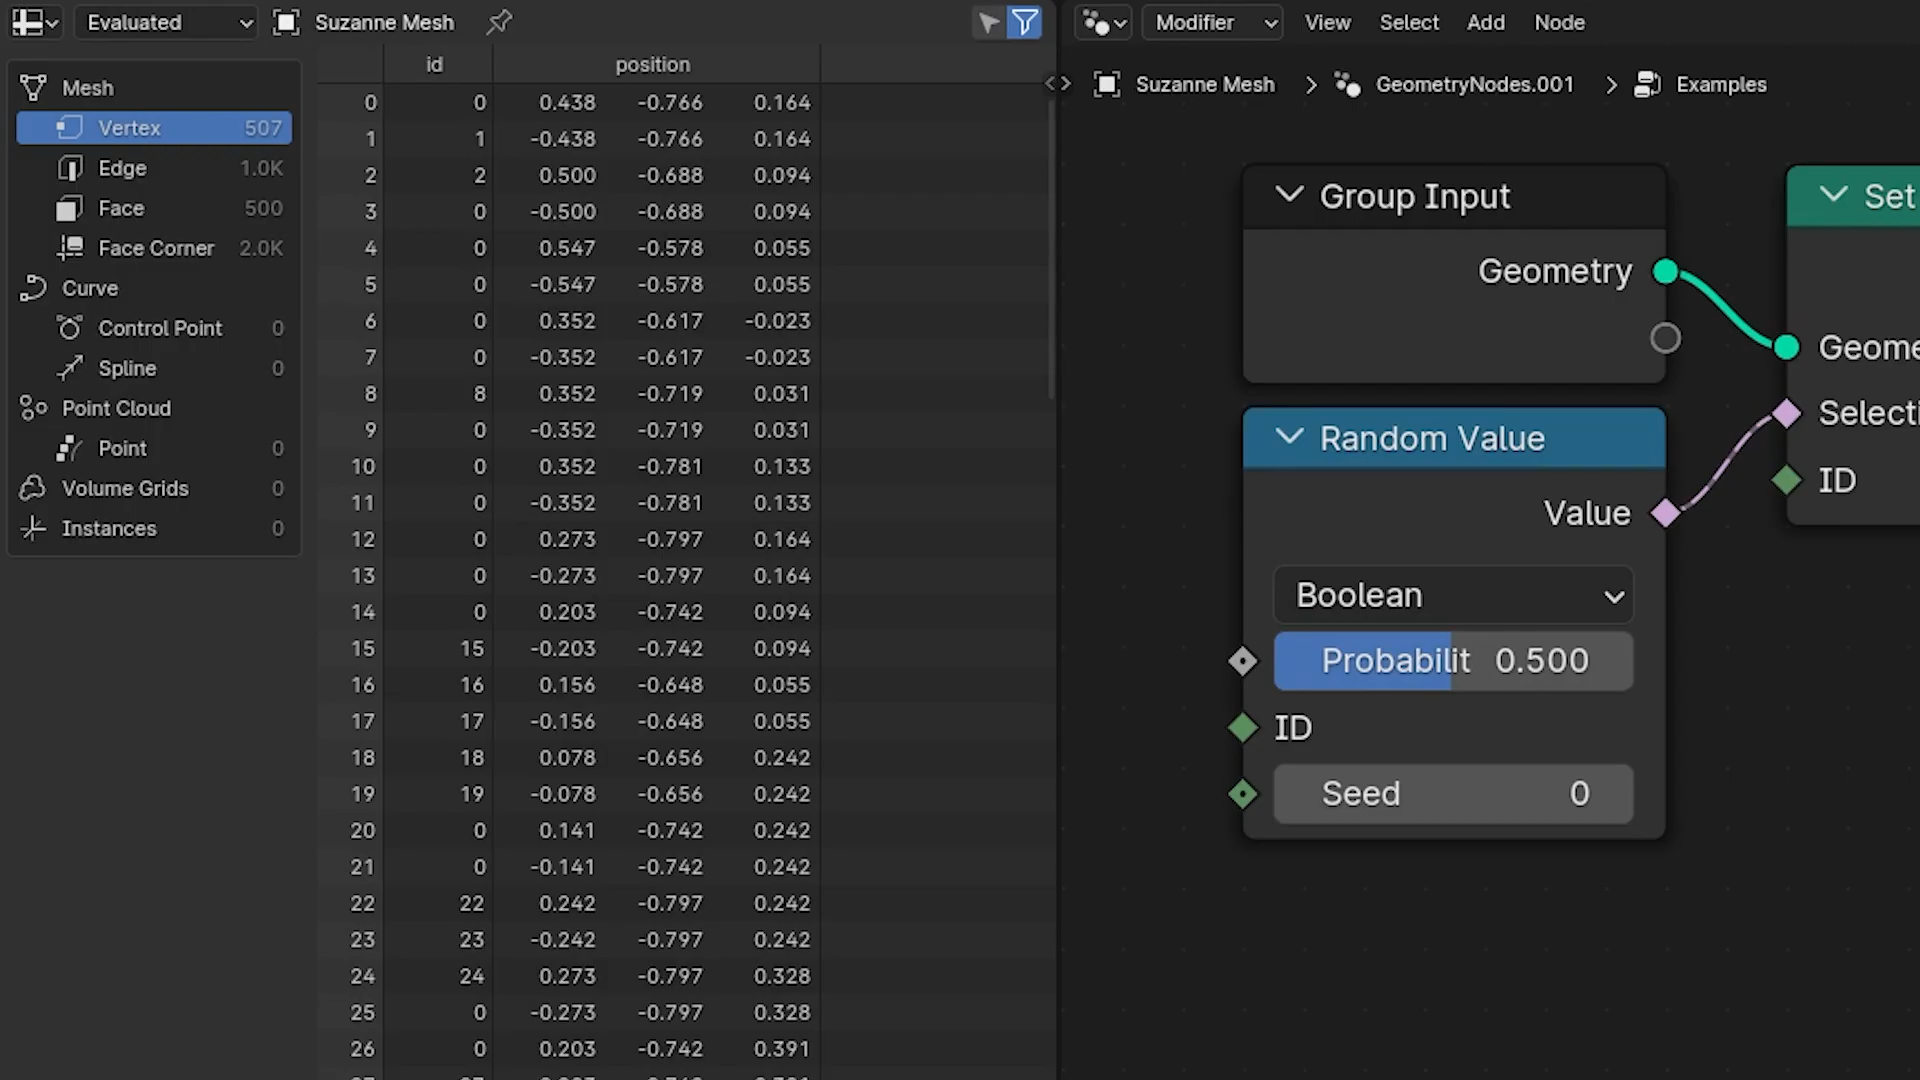 Evaluated Suzanne Mesh
Modifier View Select Add Node
Mesh
Vertex 507
Edge 1.0K
Face 500
Face Corner 2.0K
Curve
Control Point 0
Spline 0
Point Cloud
Point 0
Volume Grids 0
Instances 0
id position
0 0 0.438 -0.766 0.164
1 1 -0.438 -0.766 0.164
2 2 0.500 -0.688 0.094
3 0 -0.500 -0.688 0.094
4 0 0.547 -0.578 0.055
5 0 -0.547 -0.578 0.055
6 0 0.352 -0.617 -0.023
7 0 -0.352 -0.617 -0.023
8 8 0.352 -0.719 0.031
9 0 -0.352 -0.719 0.031
10 0 0.352 -0.781 0.133
11 0 -0.352 -0.781 0.133
12 0 0.273 -0.797 0.164
13 0 -0.273 -0.797 0.164
14 0 0.203 -0.742 0.094
15 15 -0.203 -0.742 0.094
16 16 0.156 -0.648 0.055
17 17 -0.156 -0.648 0.055
18 18 0.078 -0.656 0.242
19 19 -0.078 -0.656 0.242
20 0 0.141 -0.742 0.242
21 0 -0.141 -0.742 0.242
22 22 0.242 -0.797 0.242
23 23 -0.242 -0.797 0.242
24 24 0.273 -0.797 0.328
25 0 -0.273 -0.797 0.328
26 0 0.203 -0.742 0.391
Suzanne Mesh GeometryNodes.001 Examples
Group Input
Geometry
Random Value
Value
Boolean
Probabilit 0.500
ID
Seed 0
Set
Geome
Selecti
ID